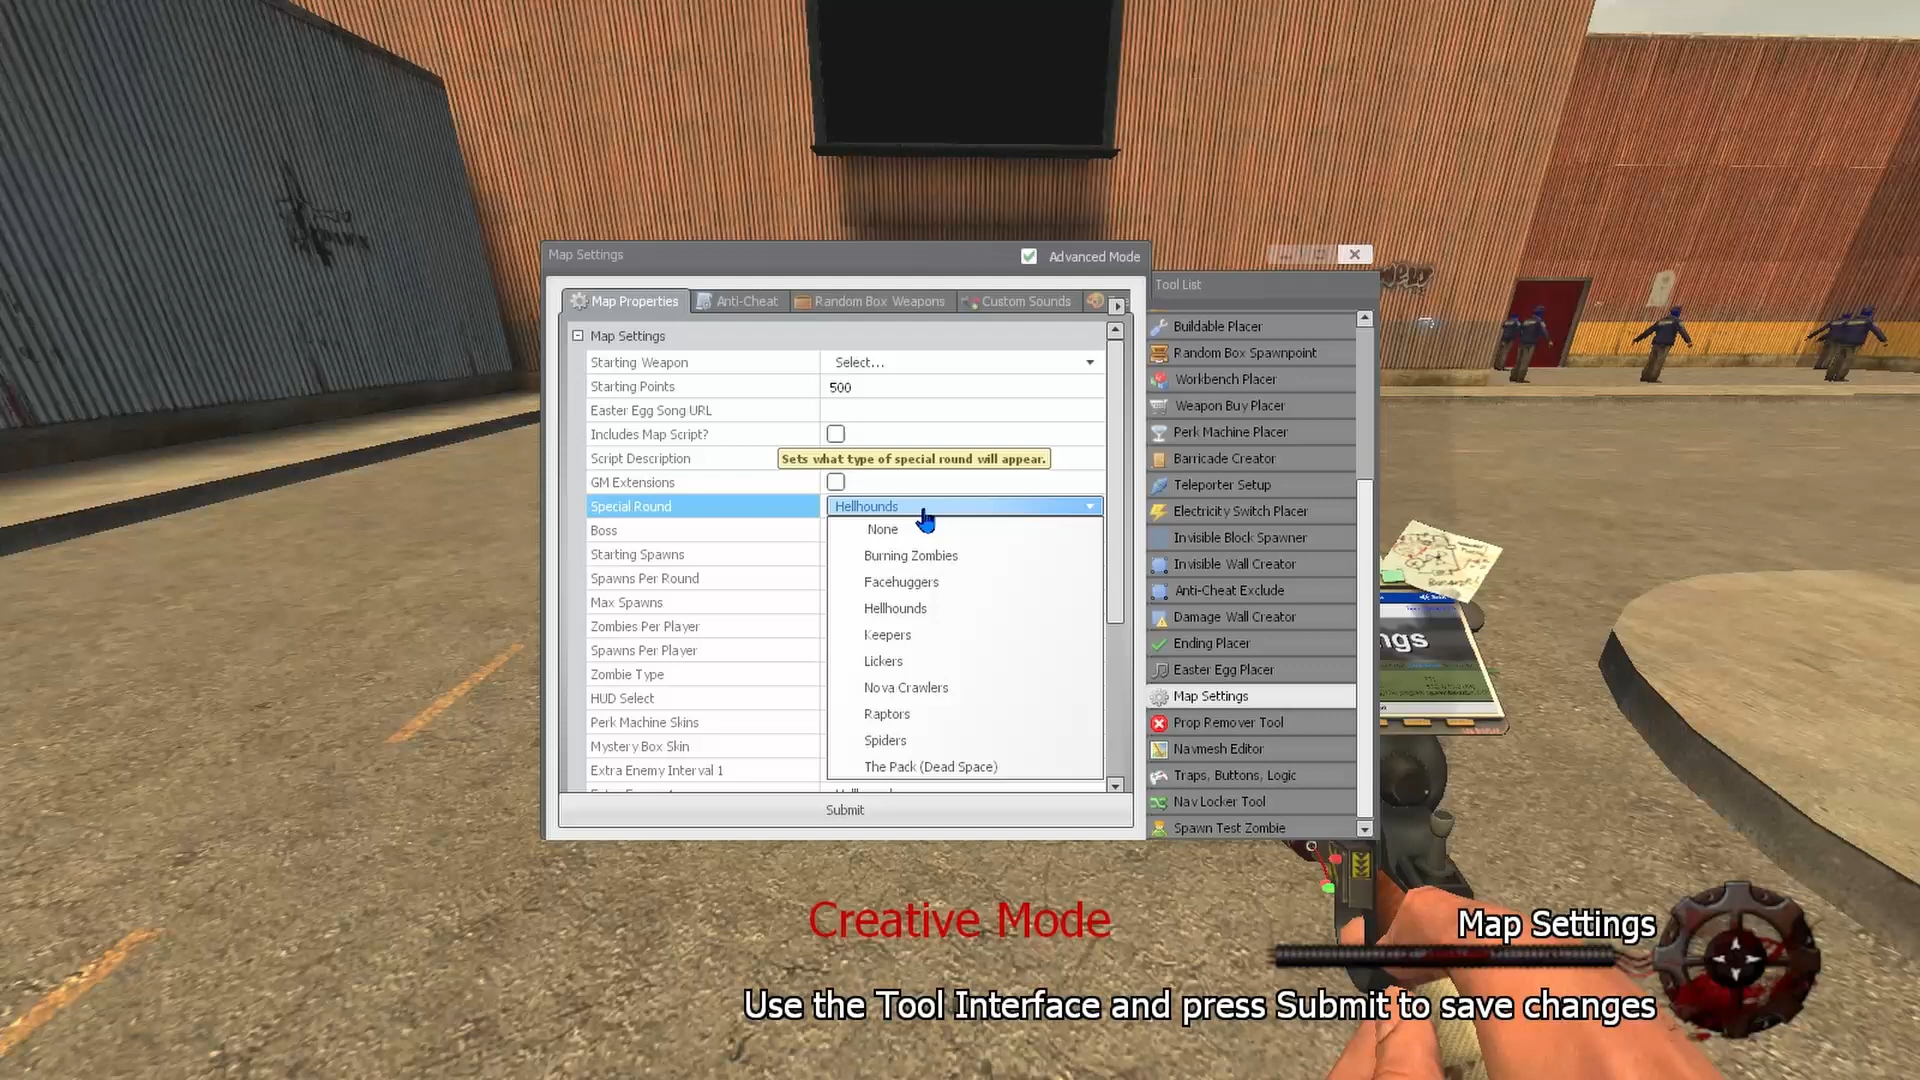 Map Settings
Advanced Mode
Map Properties
Anti-Cheat
Random Box Weapons
Custom Sounds
Map Settings
Starting Weapon
Select...
Starting Points
500
Easter Egg Song URL
Includes Map Script?
Script Description
Sets what type of special round will appear.
GM Extensions
Special Round
Hellhounds
Boss
Starting Spawns
Spawns Per Round
Max Spawns
Zombies Per Player
Spawns Per Player
Zombie Type
HUD Select
Perk Machine Skins
Mystery Box Skin
Extra Enemy Interval 1
None
Burning Zombies
Facehuggers
Hellhounds
Keepers
Lickers
Nova Crawlers
Raptors
Spiders
The Pack (Dead Space)
Submit
Tool List
Buildable Placer
Random Box Spawnpoint
Workbench Placer
Weapon Buy Placer
Perk Machine Placer
Barricade Creator
Teleporter Setup
Electricity Switch Placer
Invisible Block Spawner
Invisible Wall Creator
Anti-Cheat Exclude
Damage Wall Creator
Ending Placer
Easter Egg Placer
Map Settings
Prop Remover Tool
Navmesh Editor
Traps, Buttons, Logic
Nav Locker Tool
Spawn Test Zombie
ngs
Creative Mode
Map Settings
Use the Tool Interface and press Submit to save changes